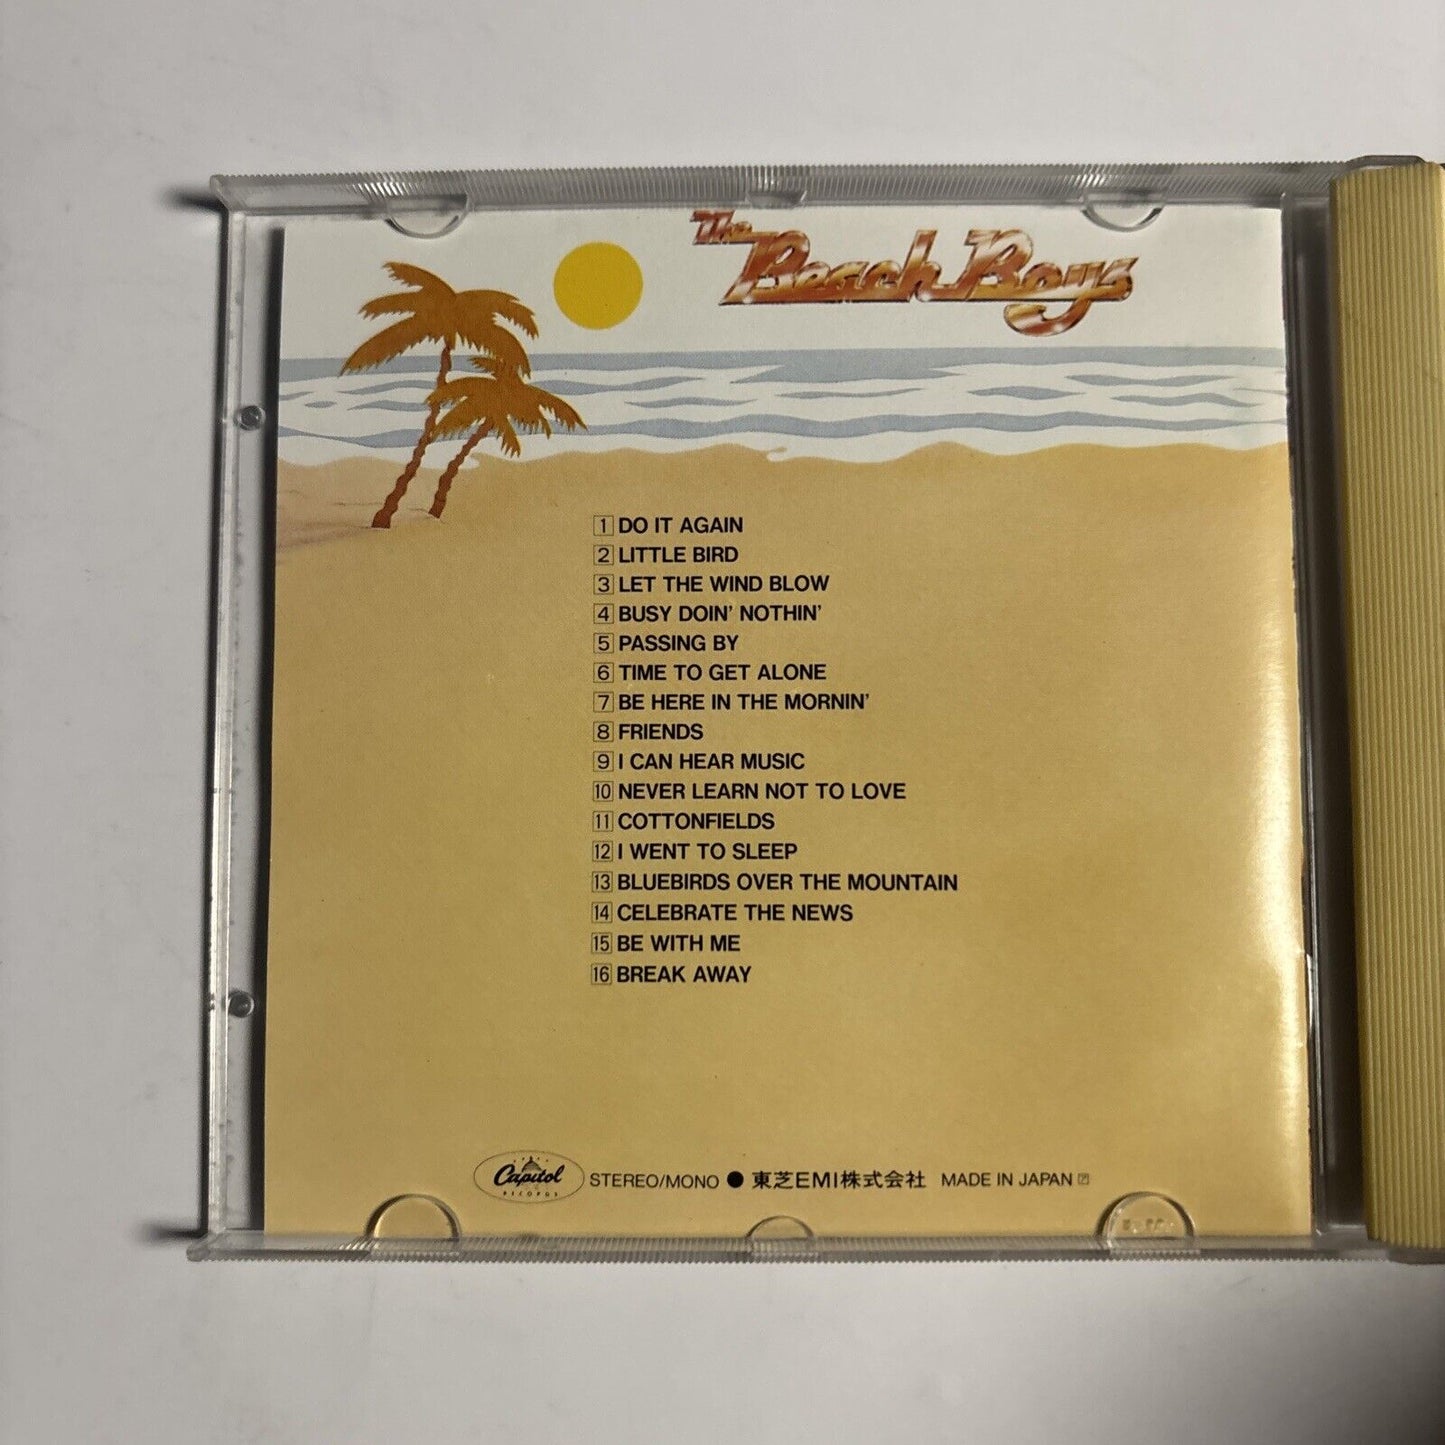 The
Beach Boys
1 DO IT AGAIN
2 LITTLE BIRD
3 LET THE WIND BLOW
4 BUSY DOIN' NOTHIN'
5 PASSING BY
6 TIME TO GET ALONE
7 BE HERE IN THE MORNIN'
8 FRIENDS
9 I CAN HEAR MUSIC
10 NEVER LEARN NOT TO LOVE
11 COTTONFIELDS
12 I WENT TO SLEEP
13 BLUEBIRDS OVER THE MOUNTAIN
14 CELEBRATE THE NEWS
15 BE WITH ME
16 BREAK AWAY
Capitol
RECORDS
STEREO/MONO ● 東芝EMI株式会社 MADE IN JAPAN